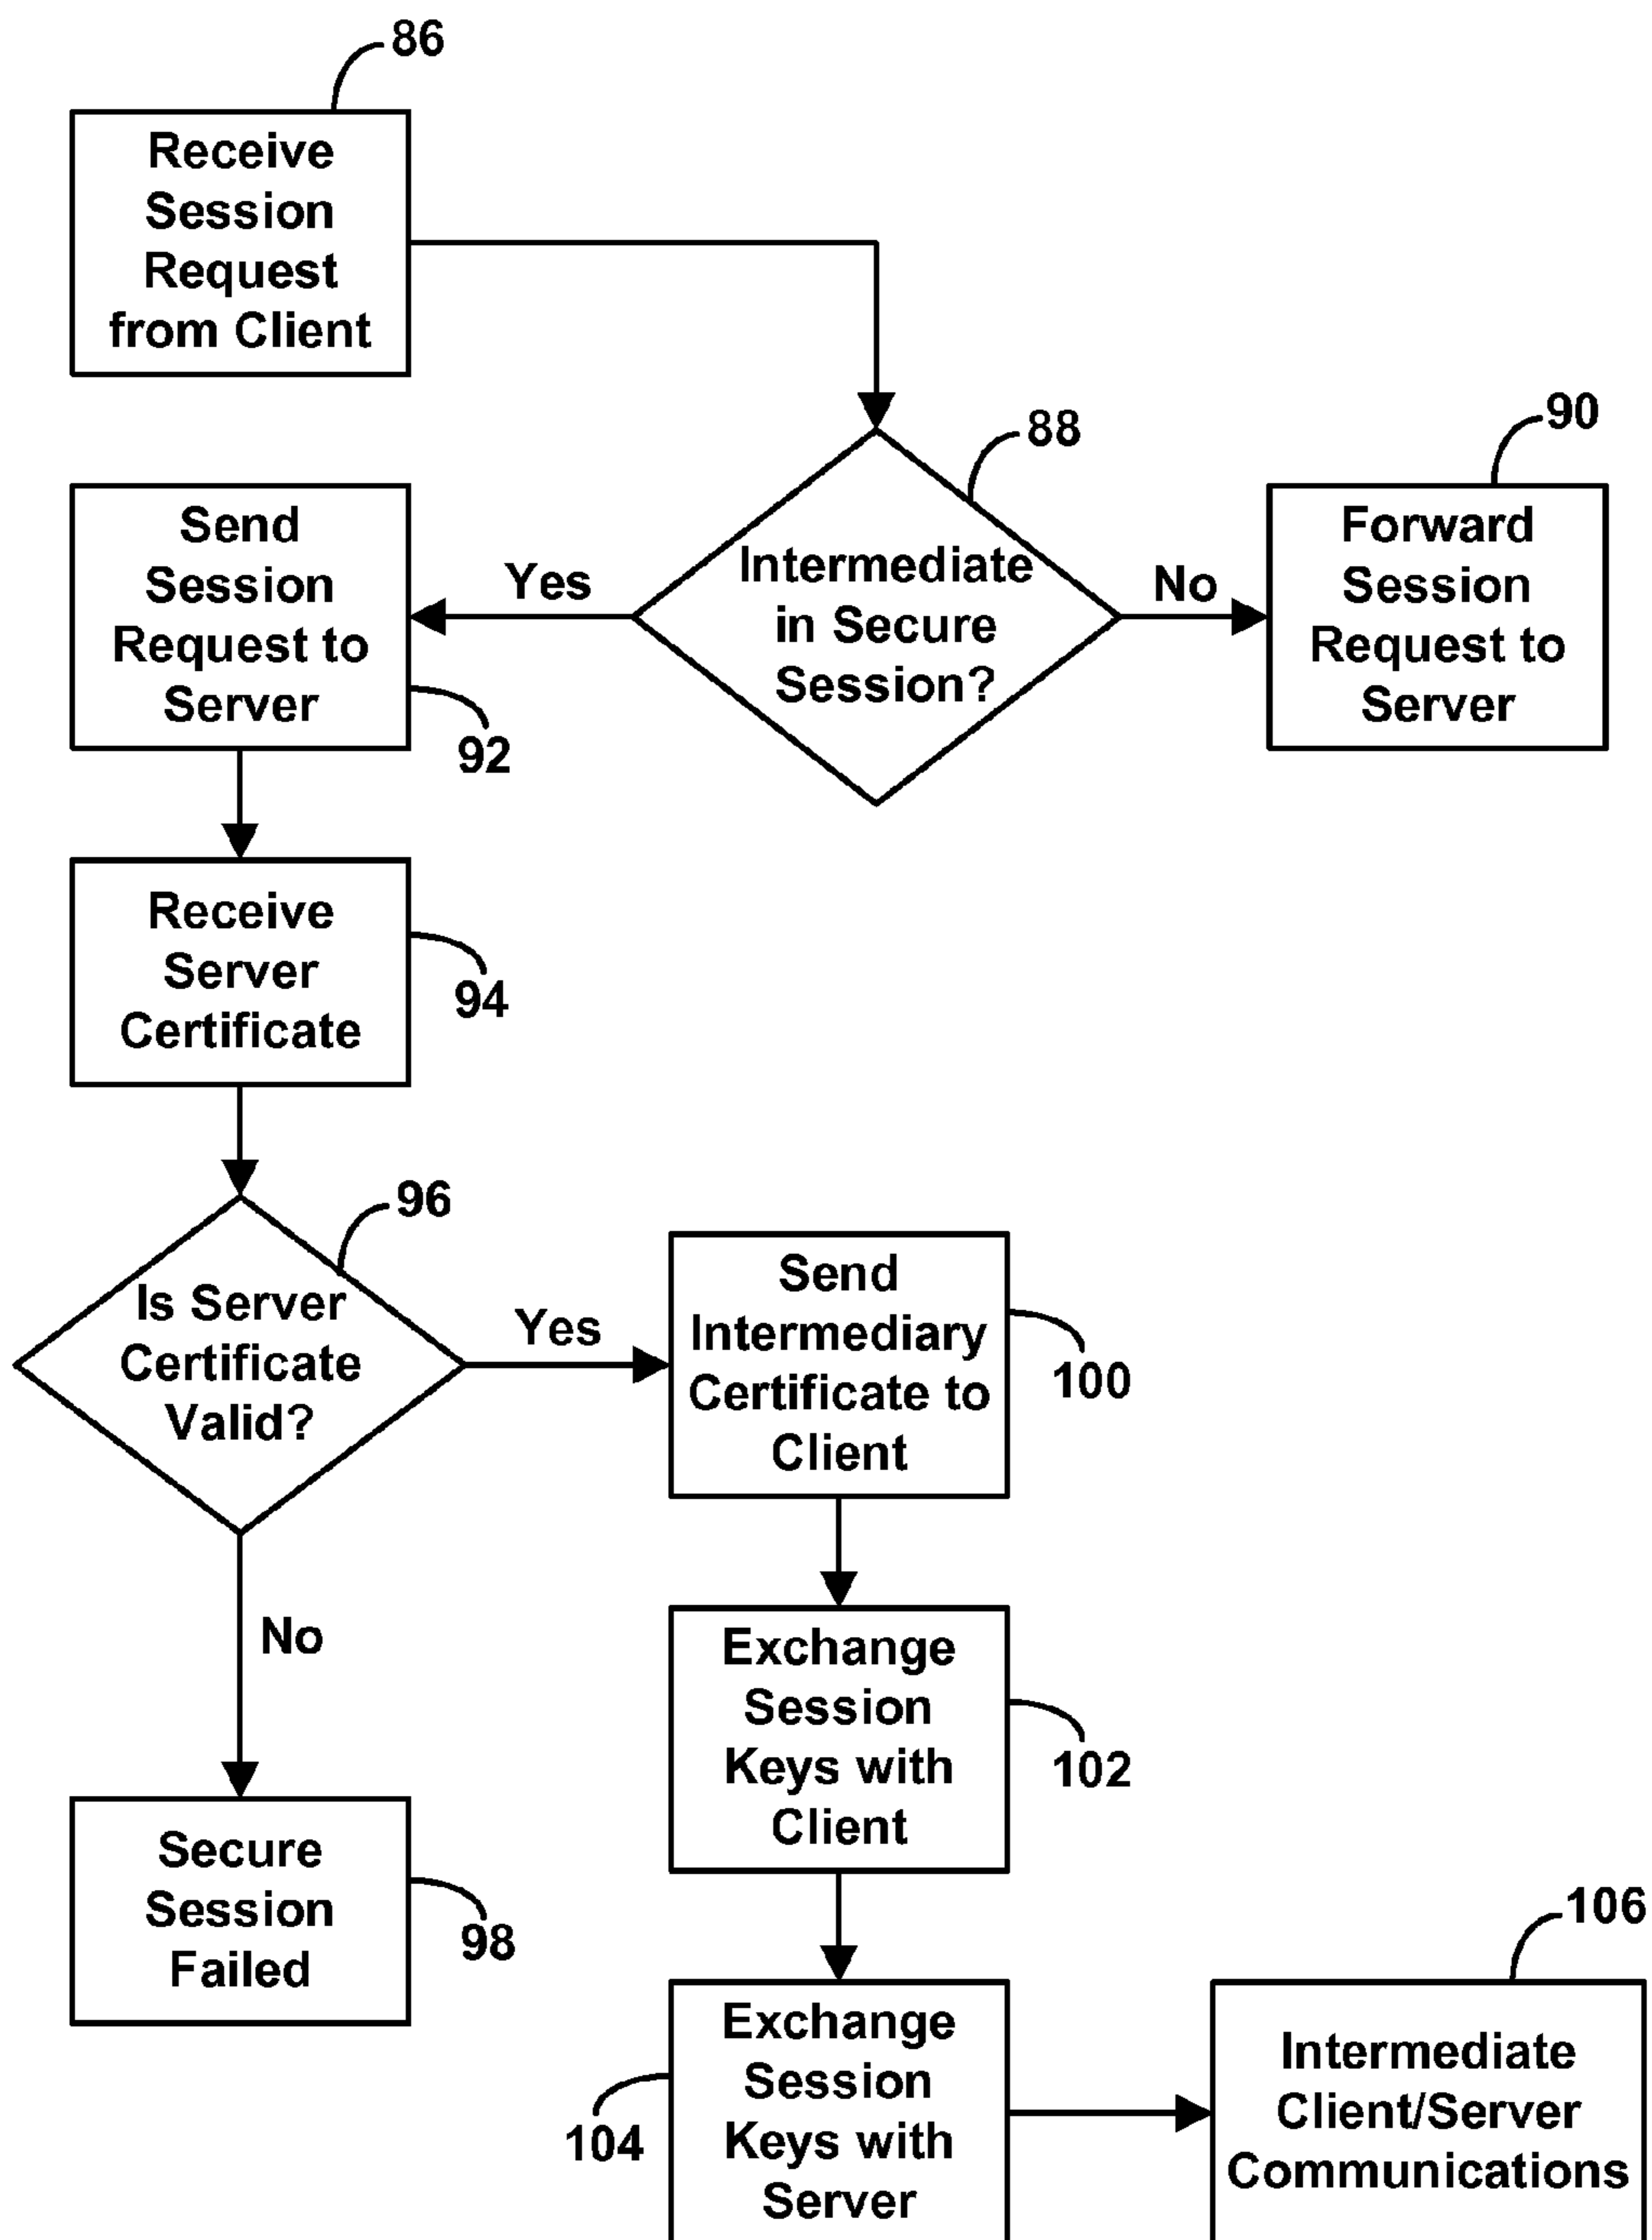 86
Receive
Session
Request
from Client
88
90
Send
Session
Request to
Server
92
Yes
Intermediate
in Secure
Session?
No
Forward
Session
Request to
Server
Receive
Server
Certificate
94
96
Is Server
Certificate
Valid?
Yes
Send
Intermediary
Certificate to
Client
100
No
Exchange
Session
Keys with
Client
102
Secure
Session
Failed
98
106
Exchange
Session
Keys with
Server
104
Intermediate
Client/Server
Communications